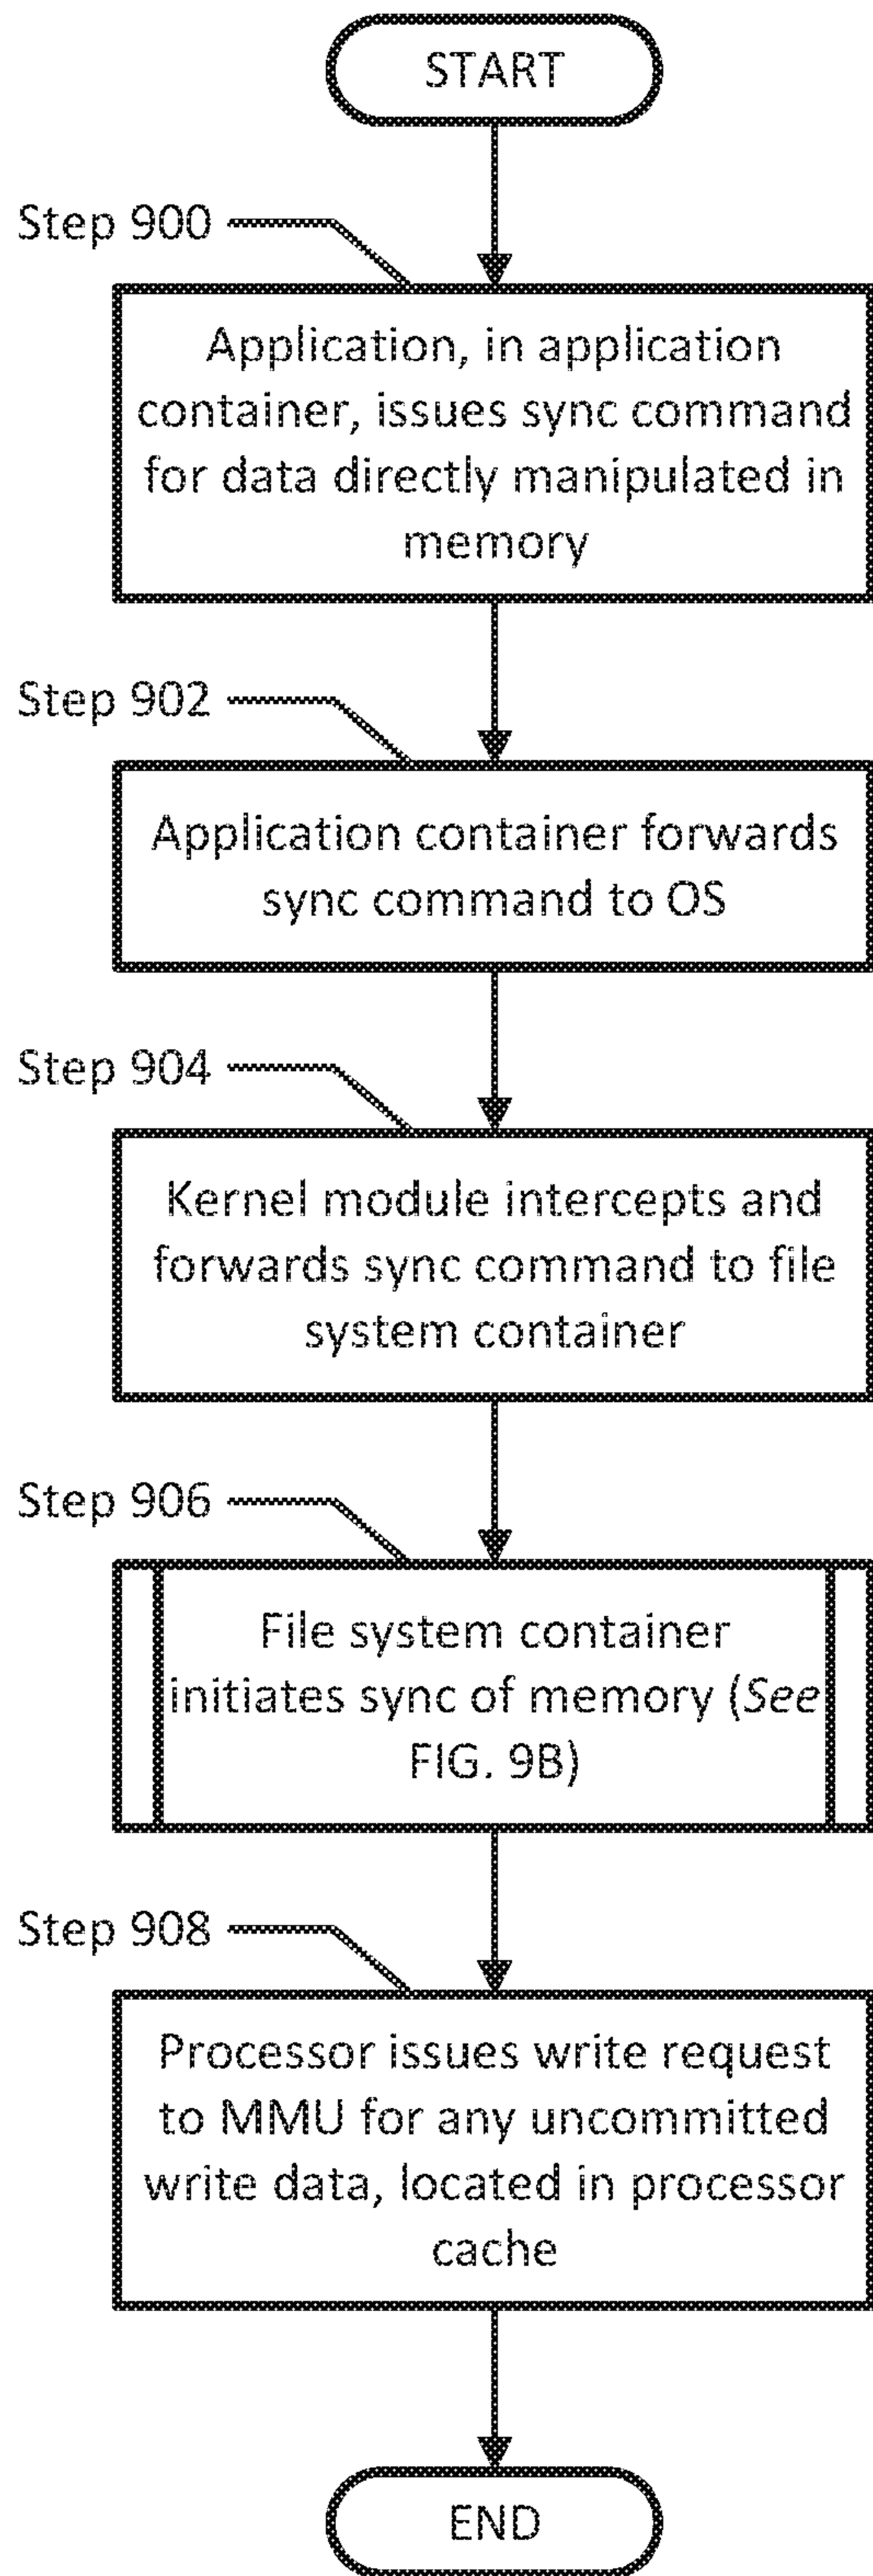 START
Step 900
Application, in application
container, issues sync command
for data directly manipulated in
memory
Step 902
Application container forwards
sync command to OS
Step 904
Kernel module intercepts and
forwards sync command to file
system container
Step 906
File system container
initiates sync of memory (See
FIG. 9B)
Step 908
Processor issues write request
to MMU for any uncommitted
write data, located in processor
cache
END